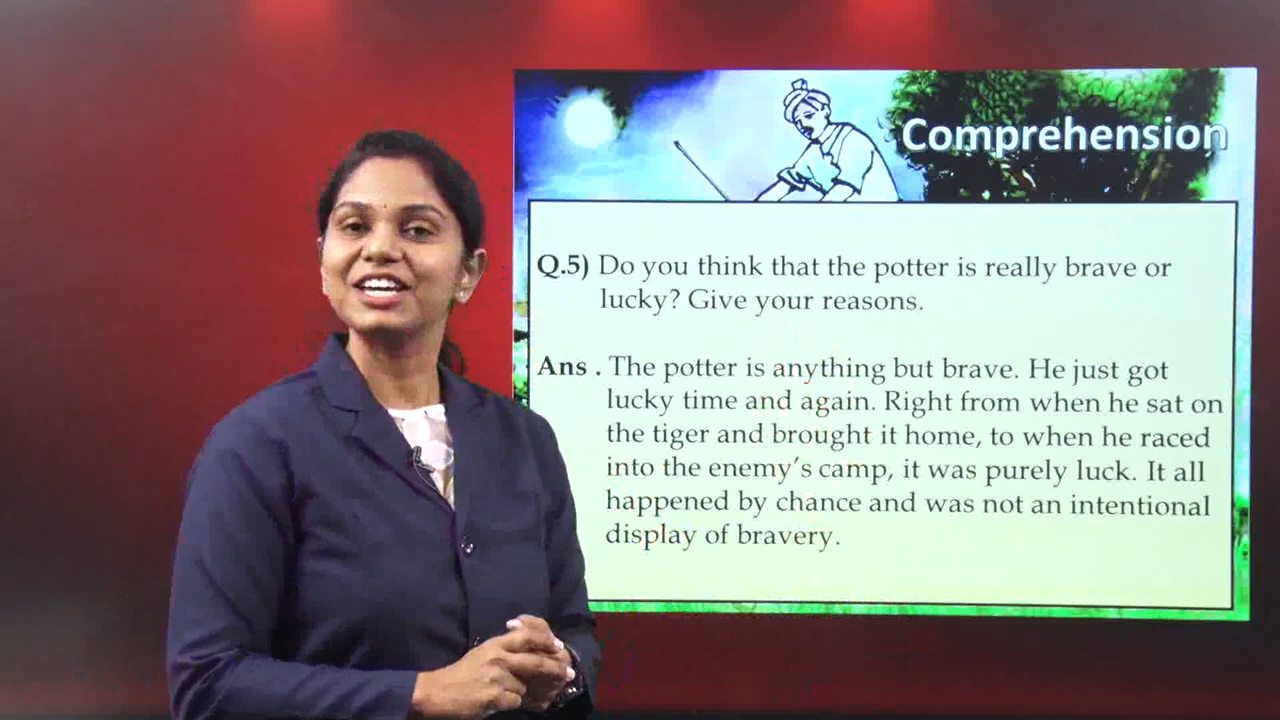 Comprehension
Q.5) Do you think that the potter is really brave or
lucky? Give your reasons.
Ans . The potter is anything but brave. He just got
lucky time and again. Right from when he sat on
the tiger and brought it home, to when he raced
into the enemy's camp, it was purely luck. It all
happened by chance and was not an intentional
display of bravery.